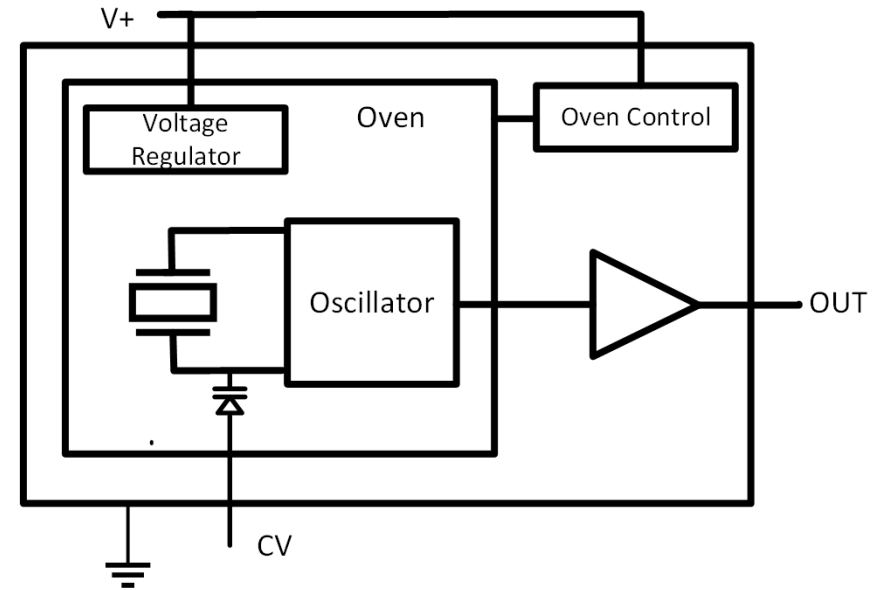 V+
Voltage
Regulator
Oven
Oven Control
Oscillator
OUT
CV